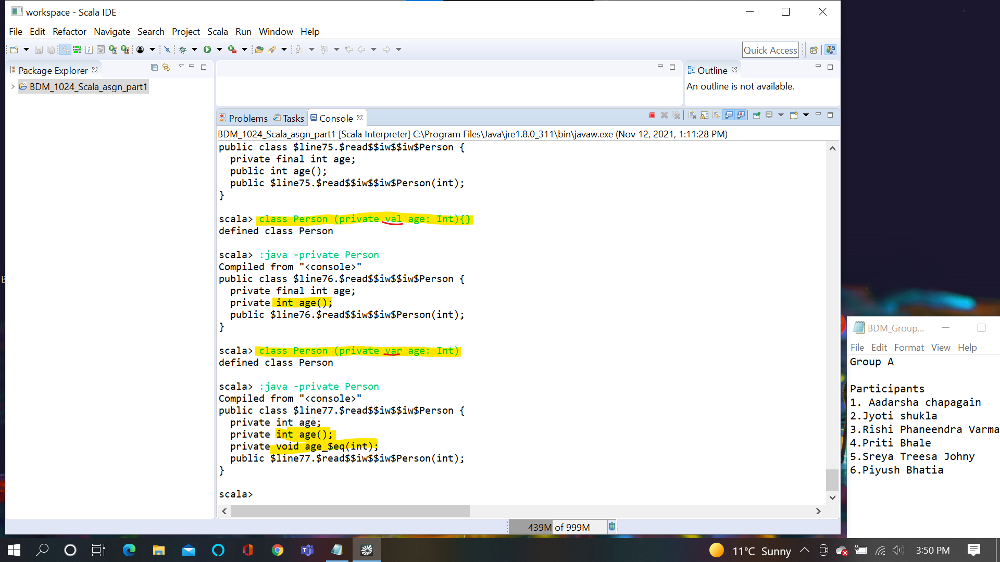 workspace - Scala IDE
File Edit Refactor Navigate Search Project Scala Run Window Help
Quick Access
Package Explorer
BDM_1024_Scala_asgn_part1
Outline
An outline is not available.
Problems Tasks Console
BDM_1024_Scala_asgn_part1 [Scala Interpreter] C:\Program Files\Java\jre1.8.0_311\bin\javaw.exe (Nov 12, 2021, 1:11:28 PM)
public class $line75.$read$$iw$$iw$Person {
  private final int age;
  public int age();
  public $line75.$read$$iw$$iw$Person(int);
}
scala> class Person (private val age: Int){}
defined class Person
scala> :java -private Person
Compiled from "<console>"
public class $line76.$read$$iw$$iw$Person {
  private final int age;
  private int age();
  public $line76.$read$$iw$$iw$Person(int);
}
scala> class Person (private var age: Int)
defined class Person
scala> :java -private Person
Compiled from "<console>"
public class $line77.$read$$iw$$iw$Person {
  private int age;
  private int age();
  private void age_$eq(int);
  public $line77.$read$$iw$$iw$Person(int);
}
scala>
439M of 999M
B
BDM_Group...
File Edit Format View Help
Group A
Participants
1. Aadarsha chapagain
2.Jyoti shukla
3.Rishi Phaneendra Varma
4.Priti Bhale
5.Sreya Treesa Johny
6.Piyush Bhatia
11°C Sunny
3:50 PM